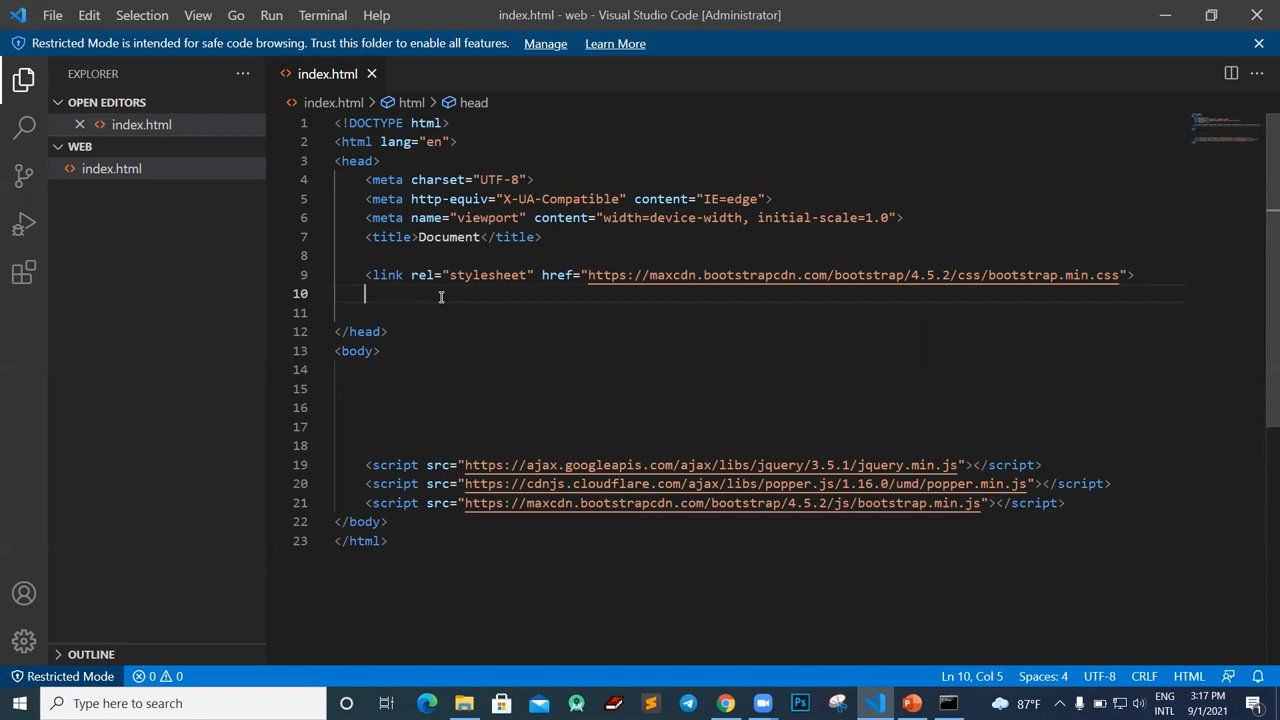 File Edit Selection View Go Run Terminal Help index.html - web - Visual Studio Code [Administrator]
Restricted Mode is intended for safe code browsing. Trust this folder to enable all features. Manage Learn More
EXPLORER
index.html
OPEN EDITORS
index.html
WEB
index.html
OUTLINE
index.html > html > head
1 <!DOCTYPE html>
2 <html lang="en">
3 <head>
4 <meta charset="UTF-8">
5 <meta http-equiv="X-UA-Compatible" content="IE=edge">
6 <meta name="viewport" content="width=device-width, initial-scale=1.0">
7 <title>Document</title>
8
9 <link rel="stylesheet" href="https://maxcdn.bootstrapcdn.com/bootstrap/4.5.2/css/bootstrap.min.css">
10
11
12 </head>
13 <body>
14
15
16
17
18
19 <script src="https://ajax.googleapis.com/ajax/libs/jquery/3.5.1/jquery.min.js"></script>
20 <script src="https://cdnjs.cloudflare.com/ajax/libs/popper.js/1.16.0/umd/popper.min.js"></script>
21 <script src="https://maxcdn.bootstrapcdn.com/bootstrap/4.5.2/js/bootstrap.min.js"></script>
22 </body>
23 </html>
Restricted Mode 0 0 Ln 10, Col 5 Spaces: 4 UTF-8 CRLF HTML
Type here to search
87°F
ENG
INTL
3:17 PM
9/1/2021
1